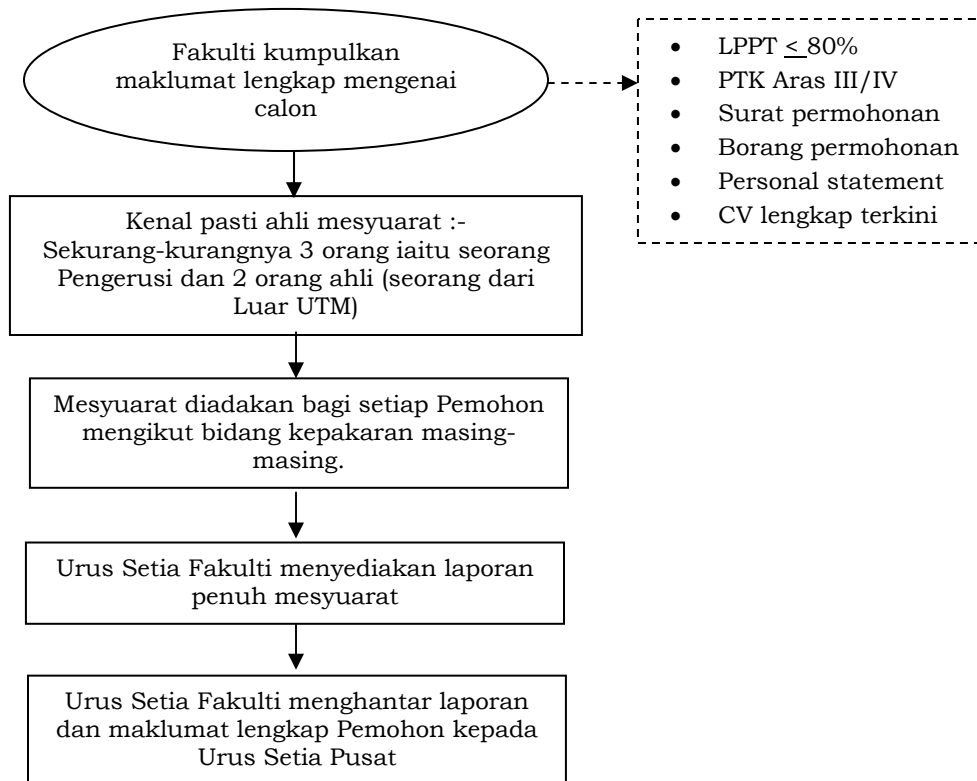 Fakulti kumpulkan
maklumat lengkap mengenai
calon
• LPPT < 80%
• PTK Aras III/IV
• Surat permohonan
• Borang permohonan
• Personal statement
• CV lengkap terkini
Kenal pasti ahli mesyuarat :-
Sekurang-kurangnya 3 orang iaitu seorang
Pengerusi dan 2 orang ahli (seorang dari
Luar UTM)
Mesyuarat diadakan bagi setiap Pemohon
mengikut bidang kepakaran masing-
masing.
Urus Setia Fakulti menyediakan laporan
penuh mesyuarat
Urus Setia Fakulti menghantar laporan
dan maklumat lengkap Pemohon kepada
Urus Setia Pusat